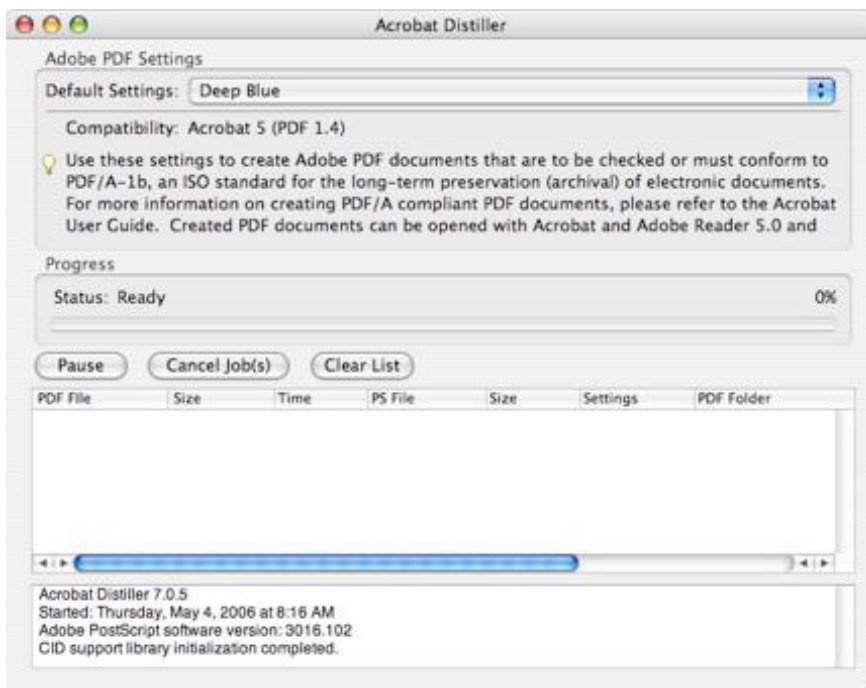 Acrobat Distiller
Adobe PDF Settings
Default Settings: Deep Blue
Compatibility: Acrobat 5 (PDF 1.4)
Use these settings to create Adobe PDF documents that are to be checked or must conform to
PDF/A-1b, an ISO standard for the long-term preservation (archival) of electronic documents.
For more information on creating PDF/A compliant PDF documents, please refer to the Acrobat
User Guide. Created PDF documents can be opened with Acrobat and Adobe Reader 5.0 and
Progress
Status: Ready 0%
Pause Cancel Job(s) Clear List
PDF File Size Time PS File Size Settings PDF Folder
Acrobat Distiller 7.0.5
Started: Thursday, May 4, 2006 at 8:16 AM
Adobe PostScript software version: 3016.102
CID support library initialization completed.